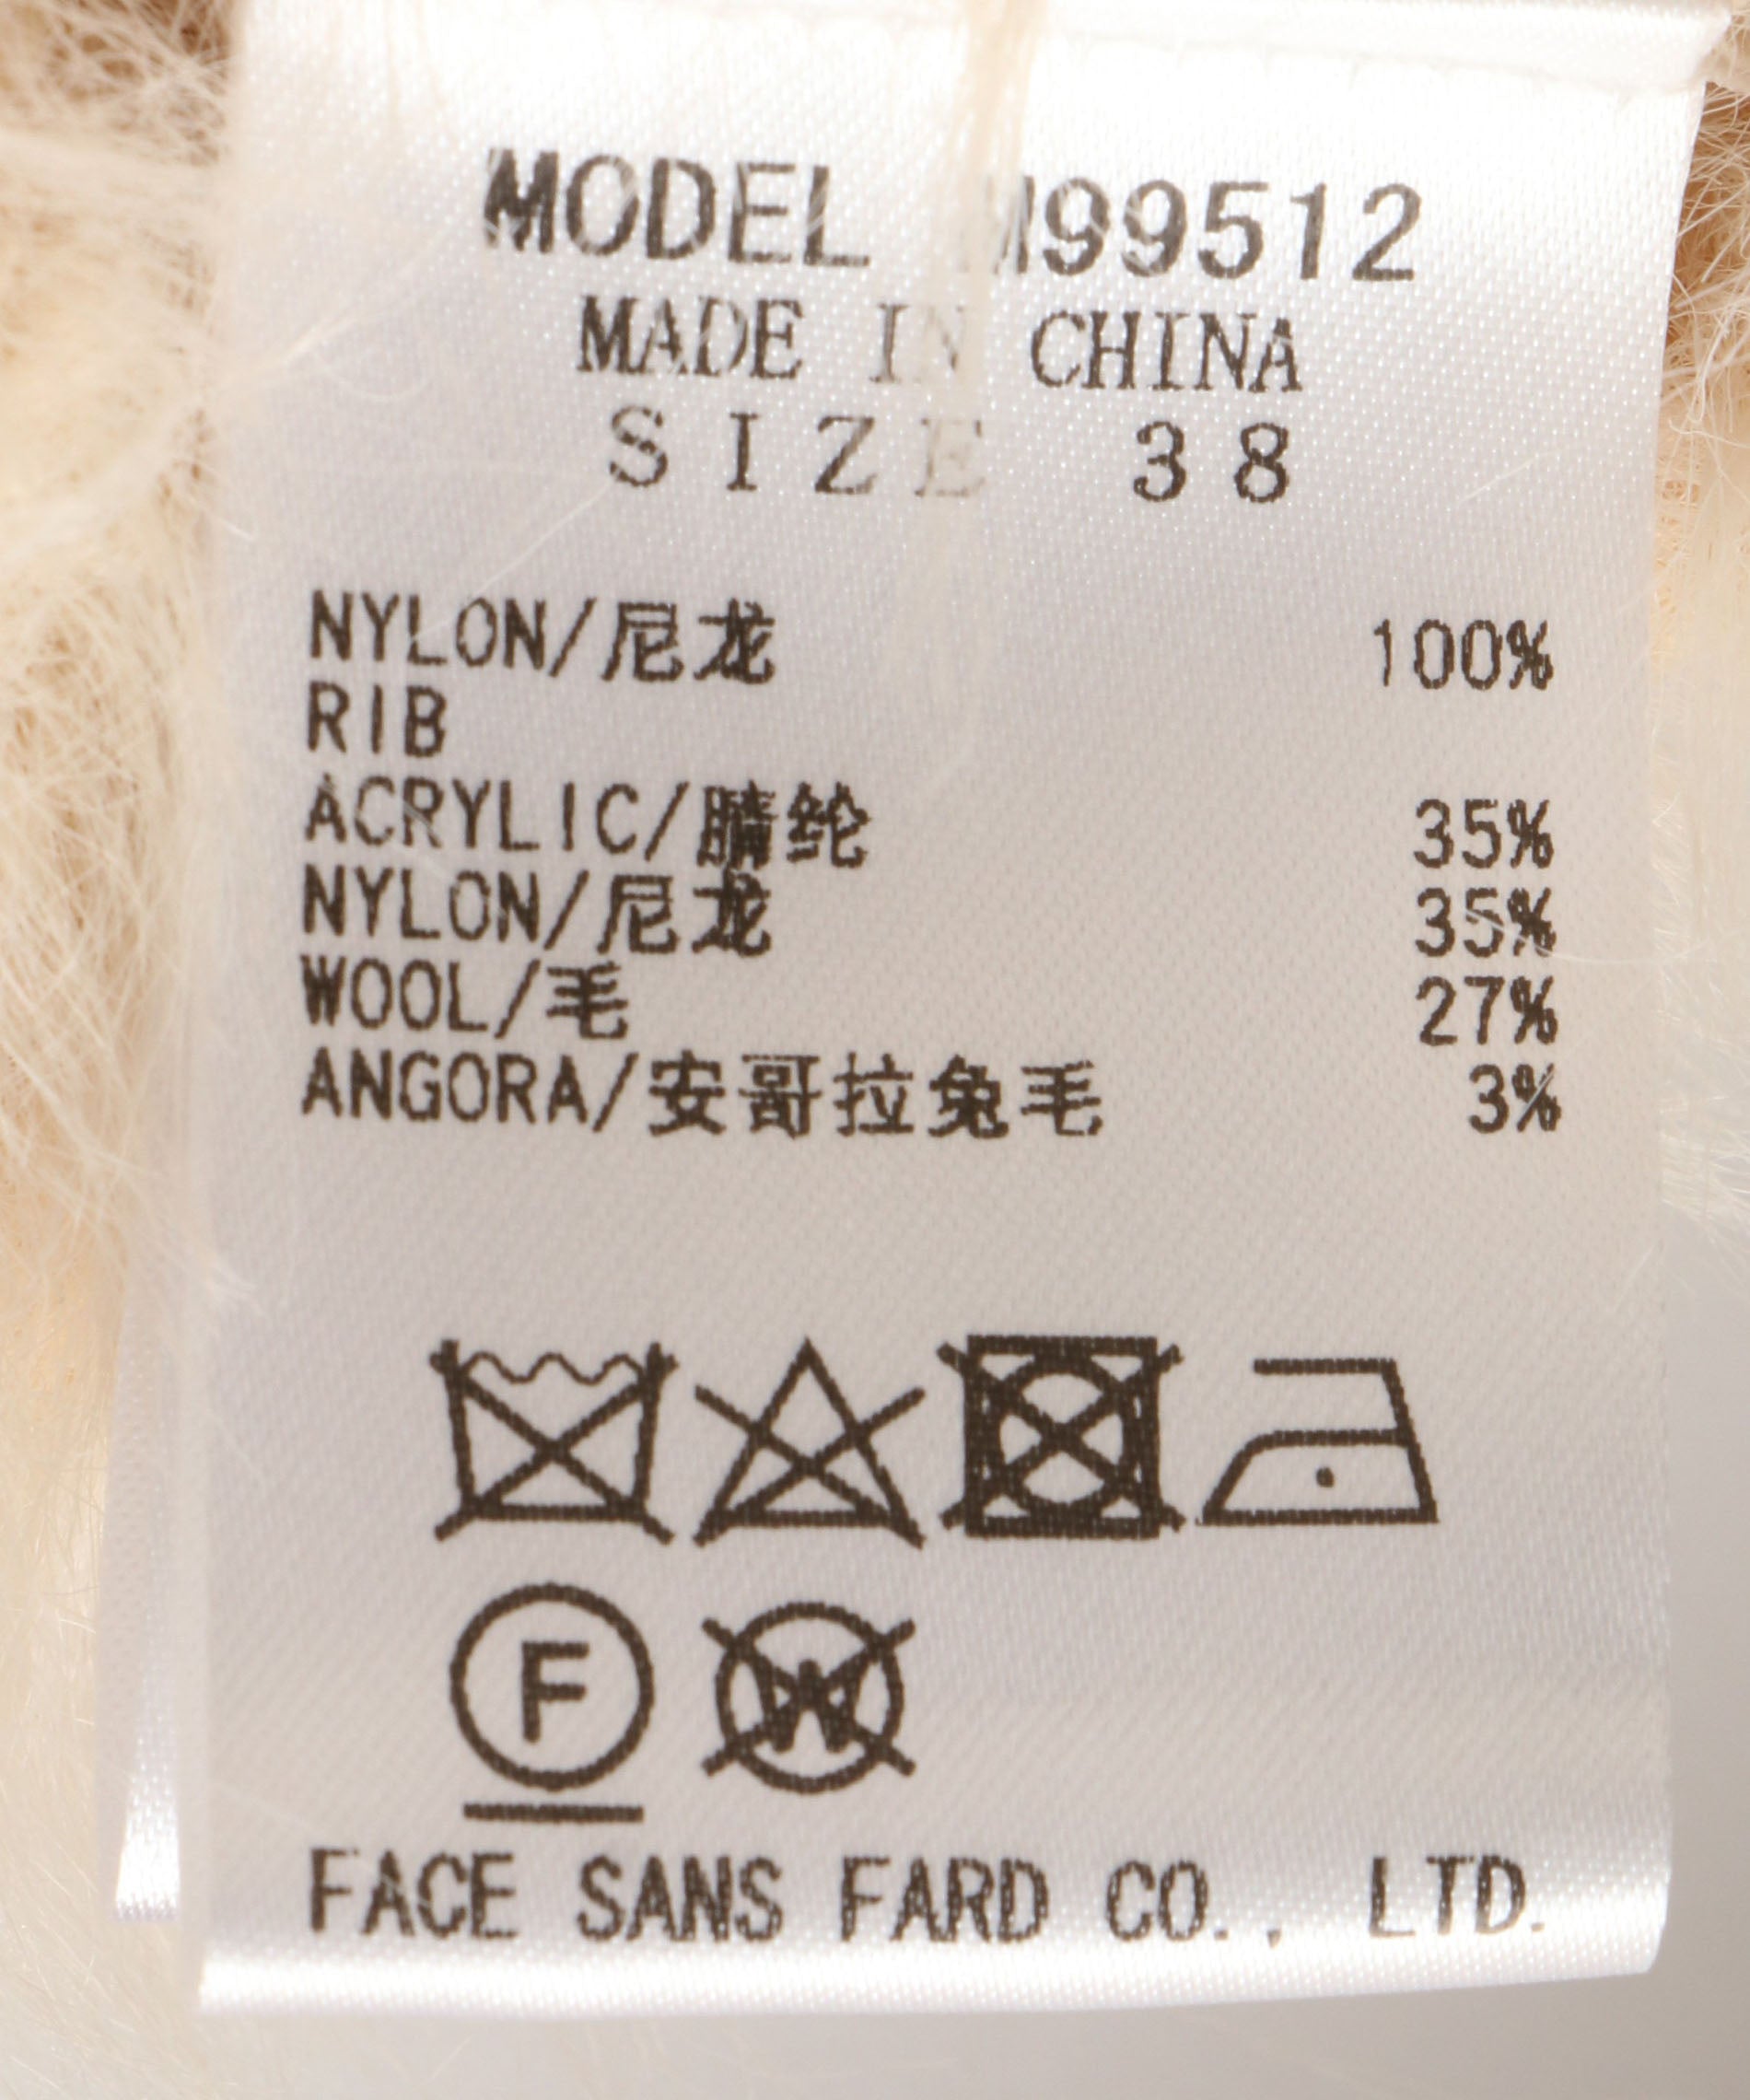 MODEL M99512
MADE IN CHINA
SIZE 38
NYLON/尼龙 100%
RIB
ACRYLIC/腈纶 35%
NYLON/尼龙 35%
WOOL/毛 27%
ANGORA/安哥拉兔毛 3%
F W
FACE SANS FARD CO., LTD.